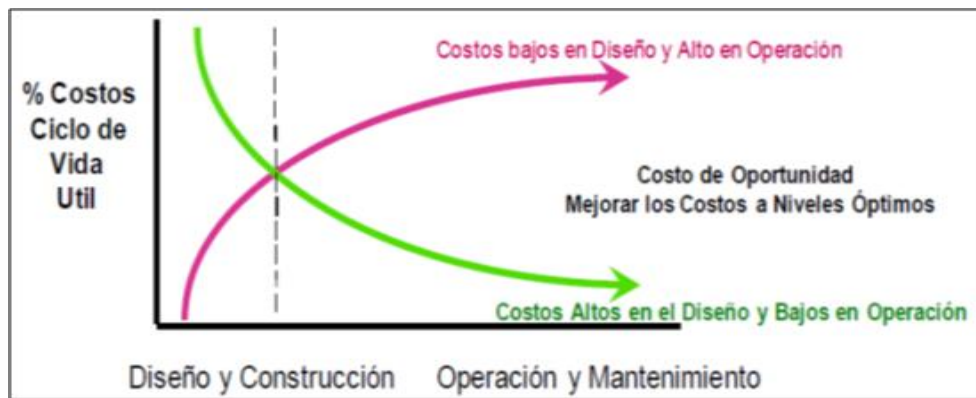 Costos bajos en Diseño y Alto en Operación
% Costos
Ciclo de
Vida
Util
Costo de Oportunidad
Mejorar los Costos a Niveles Óptimos
Costos Altos en el Diseño y Bajos en Operación
Diseño y Construcción
Operación y Mantenimiento